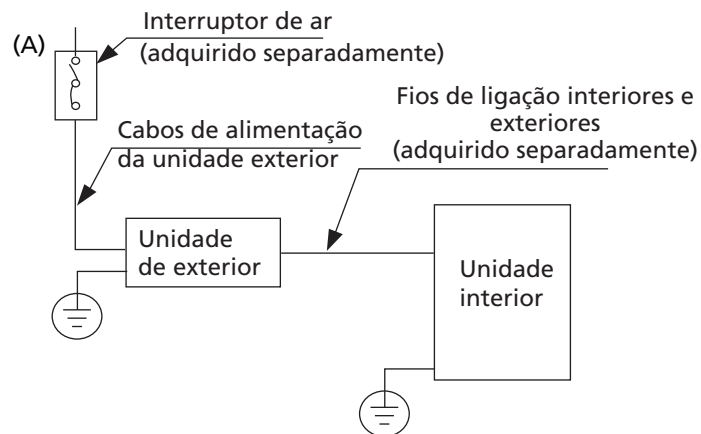 (A)
Interruptor de ar
(adquirido separadamente)
Cabos de alimentação
da unidade exterior
Fios de ligação interiores e
exteriores
(adquirido separadamente)
Unidade
de exterior
Unidade
interior